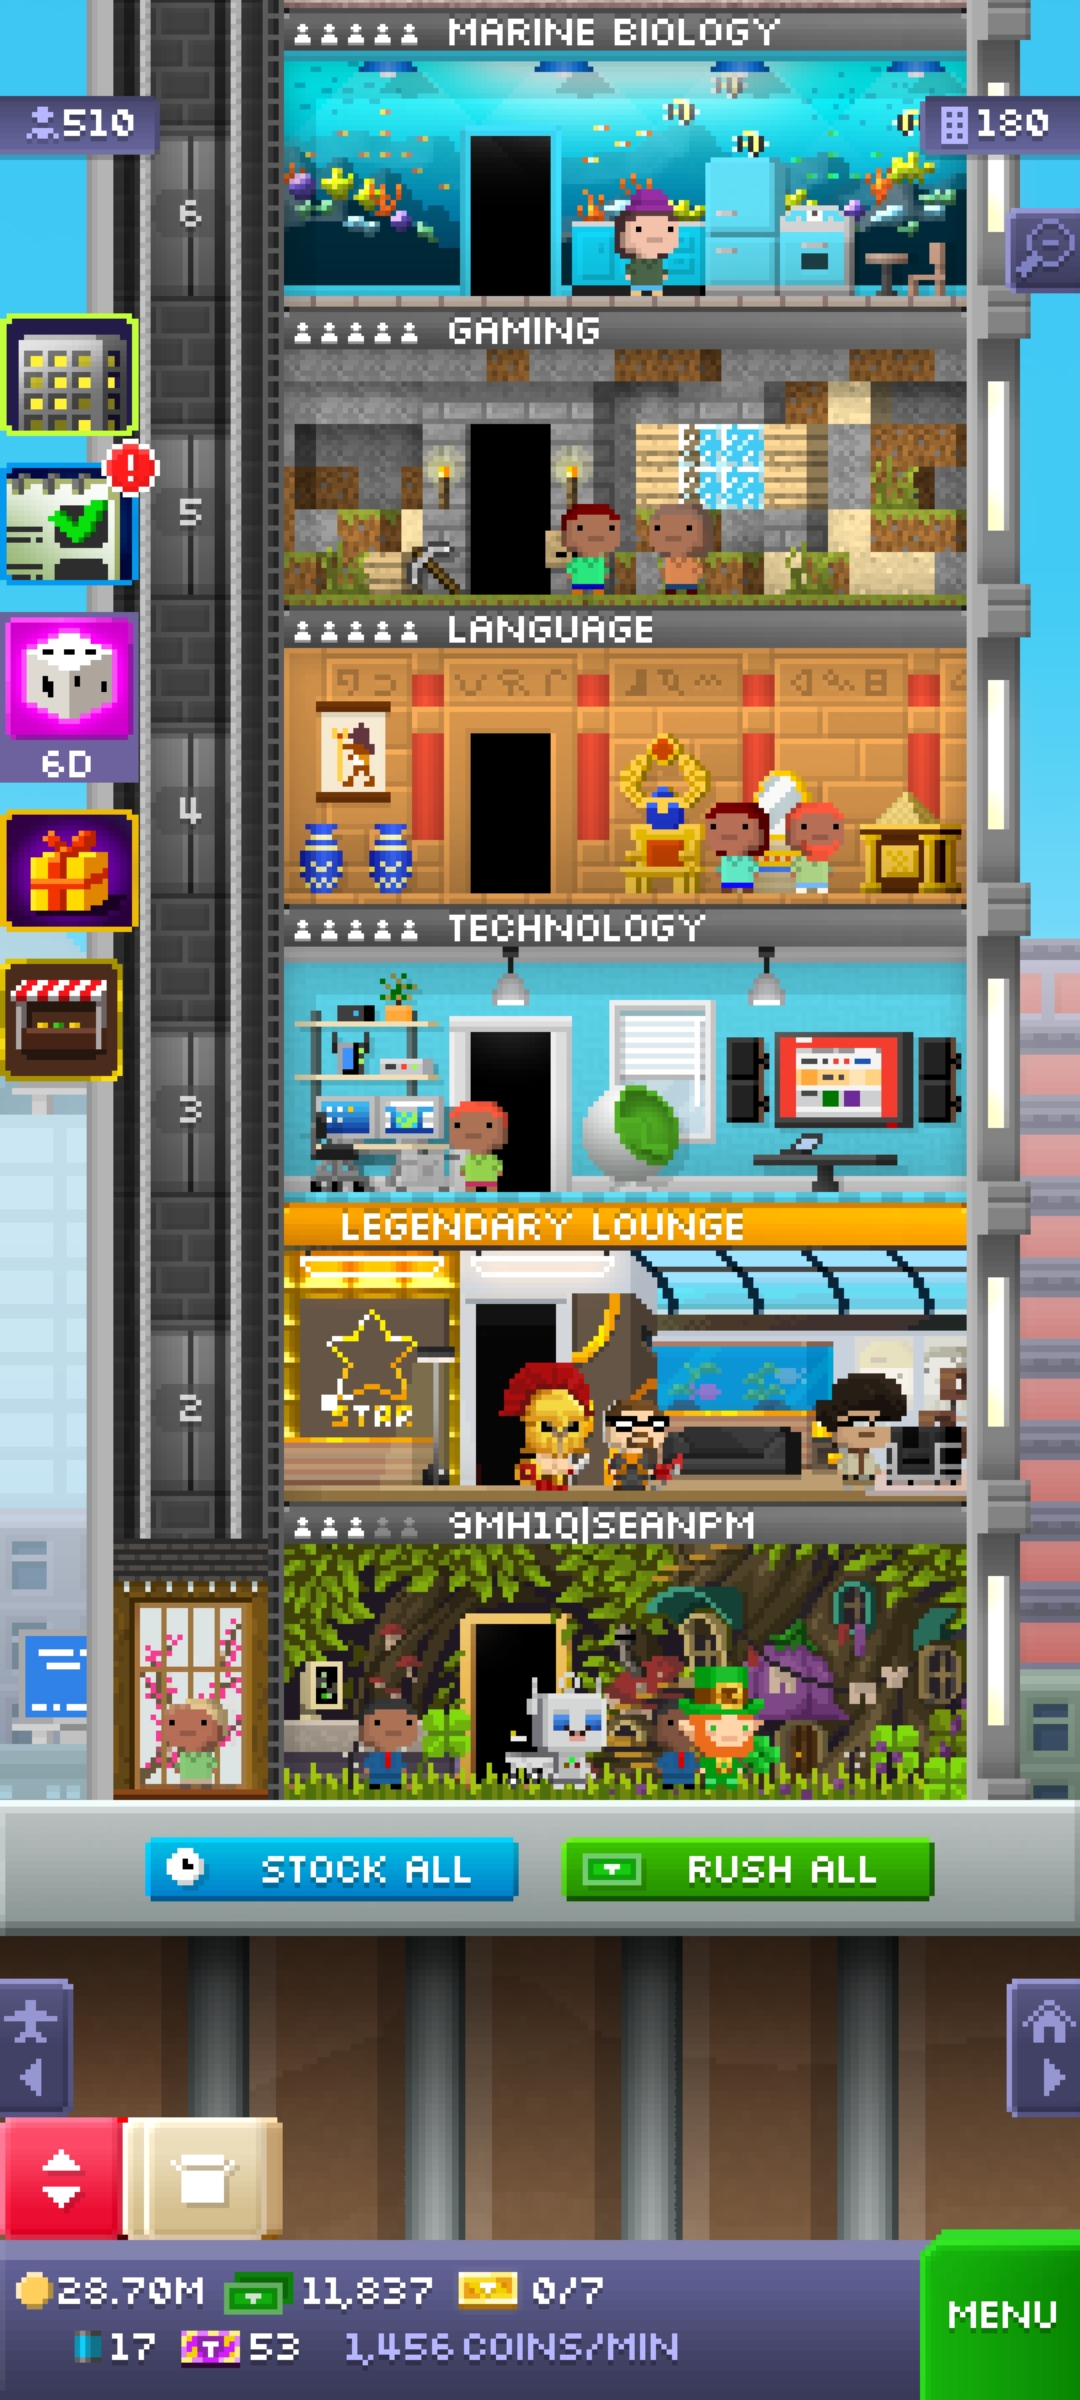 MARINE BIOLOGY
510
180
6
GAMING
5
LANGUAGE
6D
4
TECHNOLOGY
3
LEGENDARY LOUNGE
STAR
2
9MH1Q|SEANPM
STOCK ALL
RUSH ALL
28.70M
11,837
0/7
17
53
1,456 COINS/MIN
MENU